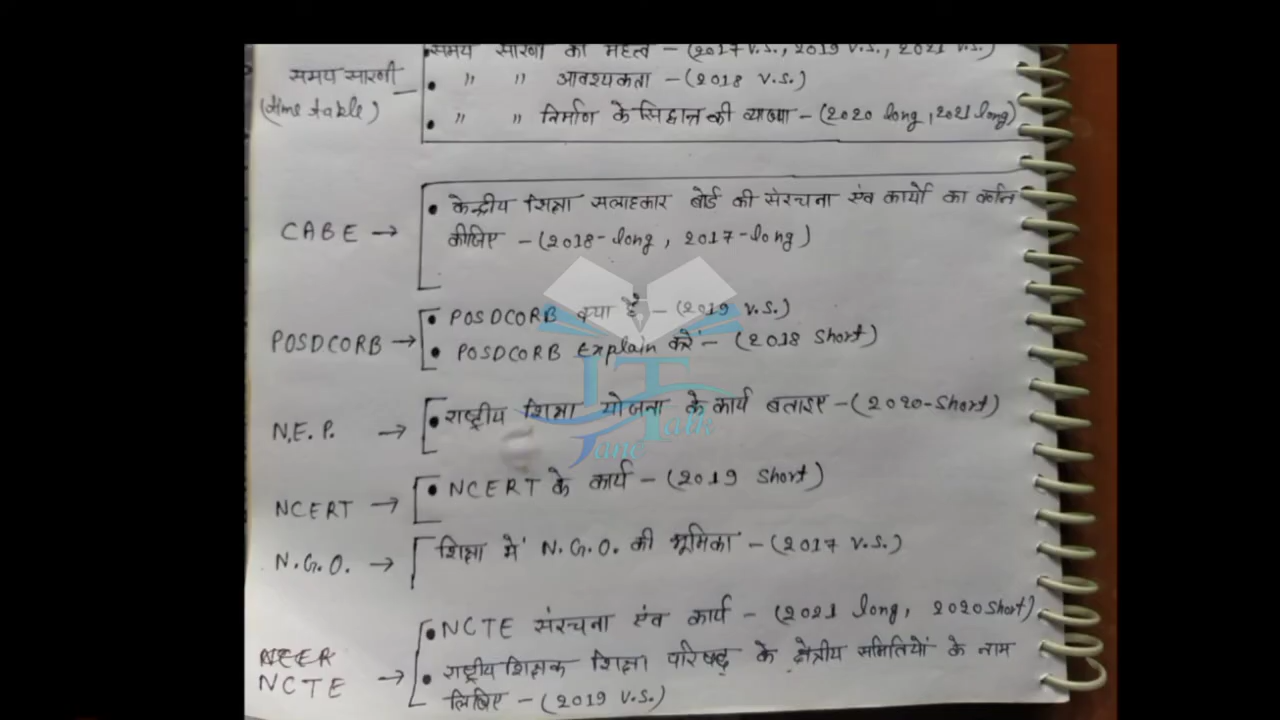 समय सारणी का महत्व – (2017 V.S., 2019 V.S., 2021 V.S.)
समय सारणी (time table) –
• " " आवश्यकता – (2018 V.S.)
• " " निर्माण के सिद्धान्त की व्याख्या – (2020 long, 2021 long)
CABE →
• केन्द्रीय शिक्षा सलाहकार बोर्ड की संरचना एंव कार्यो का वर्णन
कीजिए – (2018- long, 2017-long)
POSDCORB →
• POSDCORB क्या है – (2019 V.S.)
• POSDCORB Explain करें – (2018 Short)
N.E.P. →
• राष्ट्रीय शिक्षा योजना के कार्य बताइए – (2020-Short)
NCERT →
• NCERT के कार्य – (2019 Short)
N.G.O. →
शिक्षा में N.G.O. की भूमिका – (2017 V.S.)
NCTE →
• NCTE संरचना एंव कार्य – (2021 long, 2020 Short)
• राष्ट्रीय शिक्षक शिक्षा परिषद् के क्षेत्रीय समितियों के नाम
लिखिए – (2019 V.S.)
IT
Talk